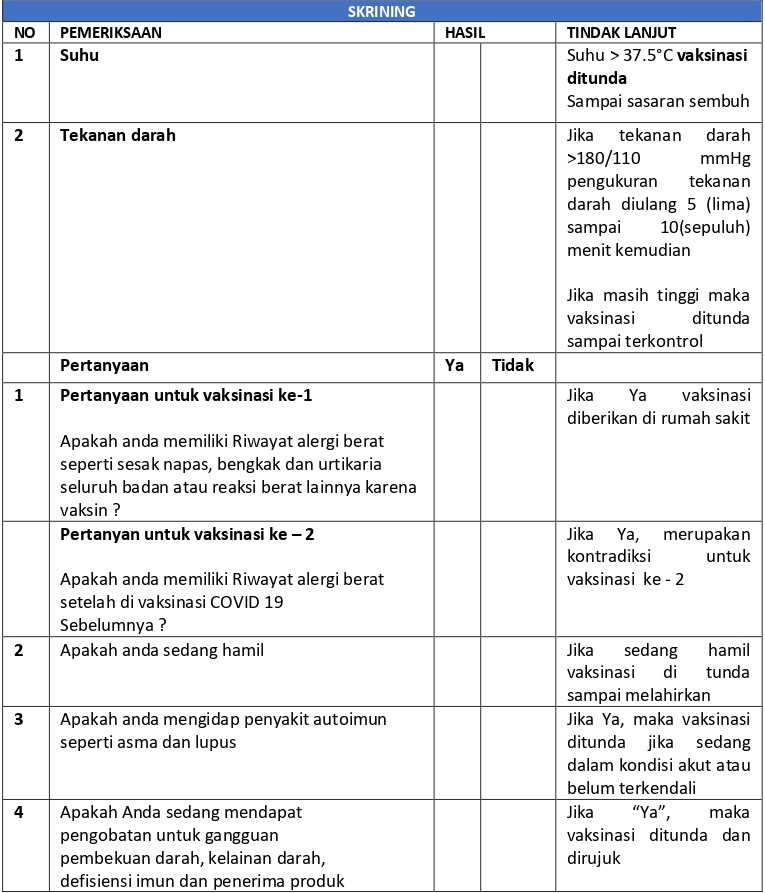 SKRINING
NO PEMERIKSAAN HASIL TINDAK LANJUT
1 Suhu Suhu > 37.5°C vaksinasi
ditunda
Sampai sasaran sembuh
2 Tekanan darah Jika tekanan darah
>180/110 mmHg
pengukuran tekanan
darah diulang 5 (lima)
sampai 10(sepuluh)
menit kemudian
Jika masih tinggi maka
vaksinasi ditunda
sampai terkontrol
Pertanyaan Ya Tidak
1 Pertanyaan untuk vaksinasi ke-1
Apakah anda memiliki Riwayat alergi berat
seperti sesak napas, bengkak dan urtikaria
seluruh badan atau reaksi berat lainnya karena
vaksin ?
Jika Ya vaksinasi
diberikan di rumah sakit
Pertanyan untuk vaksinasi ke – 2
Apakah anda memiliki Riwayat alergi berat
setelah di vaksinasi COVID 19
Sebelumnya ?
Jika Ya, merupakan
kontradiksi untuk
vaksinasi ke - 2
2 Apakah anda sedang hamil
Jika sedang hamil
vaksinasi di tunda
sampai melahirkan
3 Apakah anda mengidap penyakit autoimun
seperti asma dan lupus
Jika Ya, maka vaksinasi
ditunda jika sedang
dalam kondisi akut atau
belum terkendali
4 Apakah Anda sedang mendapat
pengobatan untuk gangguan
pembekuan darah, kelainan darah,
defisiensi imun dan penerima produk
Jika “Ya”, maka
vaksinasi ditunda dan
dirujuk